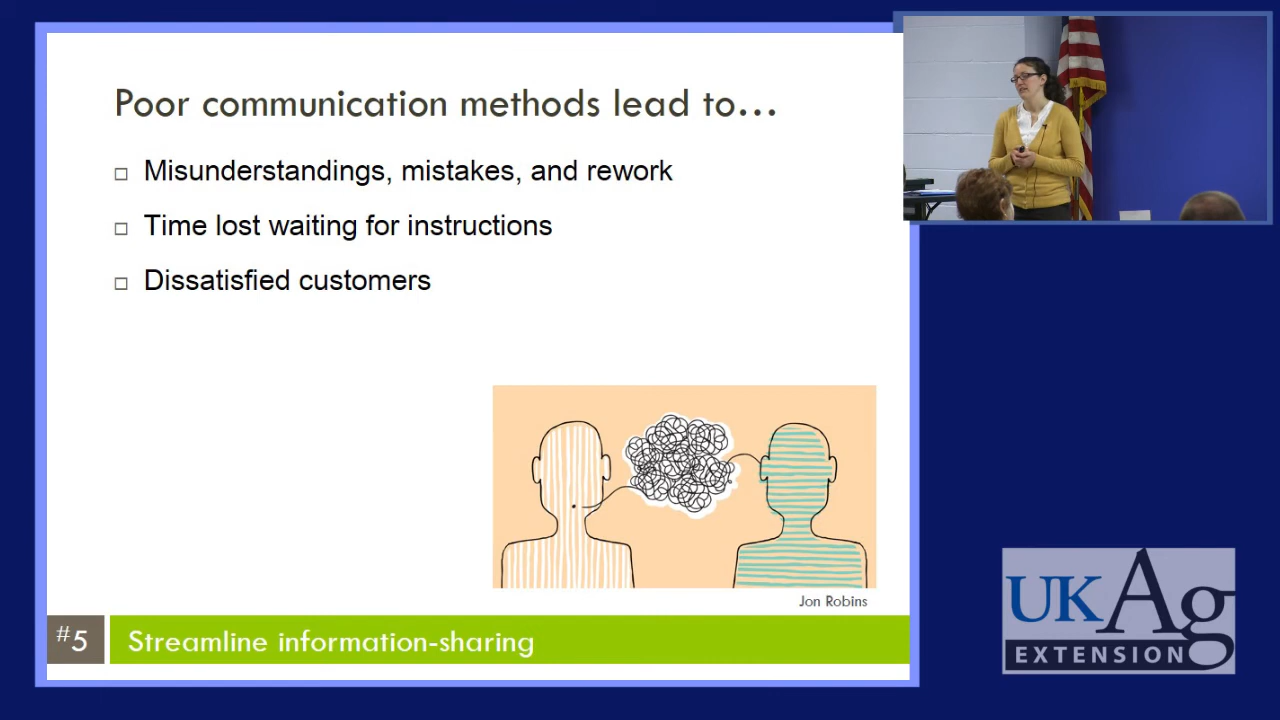 Poor communication methods lead to...
Misunderstandings, mistakes, and rework
Time lost waiting for instructions
Dissatisfied customers
Jon Robins
#5 Streamline information-sharing
UKAg
EXTENSION